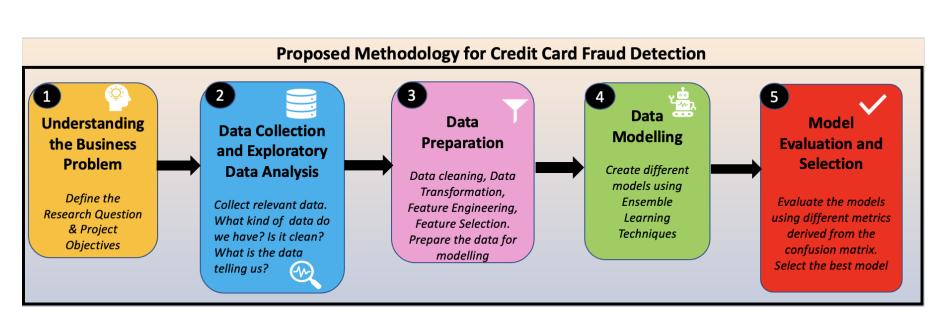 Proposed Methodology for Credit Card Fraud Detection
1
Understanding
the Business
Problem
Define the
Research Question
& Project
Objectives
2
Data Collection
and Exploratory
Data Analysis
Collect relevant data.
What kind of data do
we have? Is it clean?
What is the data
telling us?
3
Data
Preparation
Data cleaning, Data
Transformation,
Feature Engineering,
Feature Selection.
Prepare the data for
modelling
4
Data
Modelling
Create different
models using
Ensemble
Learning
Techniques
5
Model
Evaluation and
Selection
Evaluate the models
using different metrics
derived from the
confusion matrix.
Select the best model